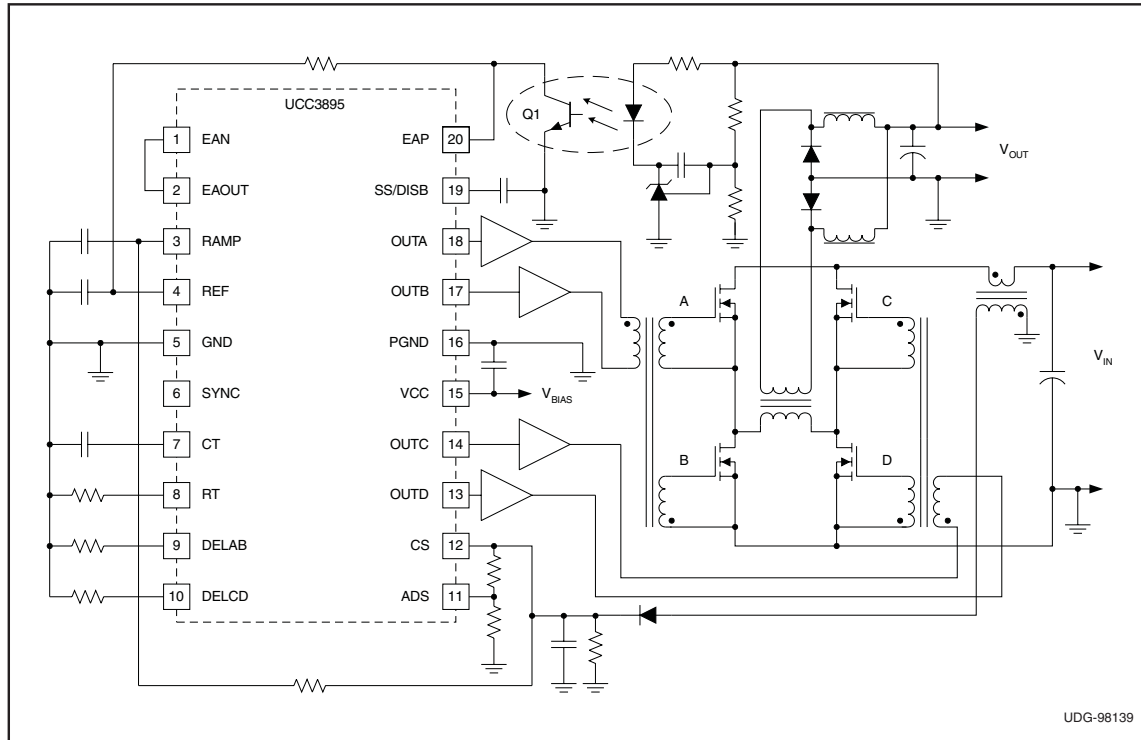 UCC3895
Q1
1 EAN
EAP 20
2 EAOUT
SS/DISB 19
3 RAMP
OUTA 18
4 REF
OUTB 17
5 GND
PGND 16
6 SYNC
VCC 15
7 CT
OUTC 14
8 RT
OUTD 13
9 DELAB
CS 12
10 DELCD
ADS 11
VBIAS
A
C
B
D
VOUT
VIN
UDG-98139